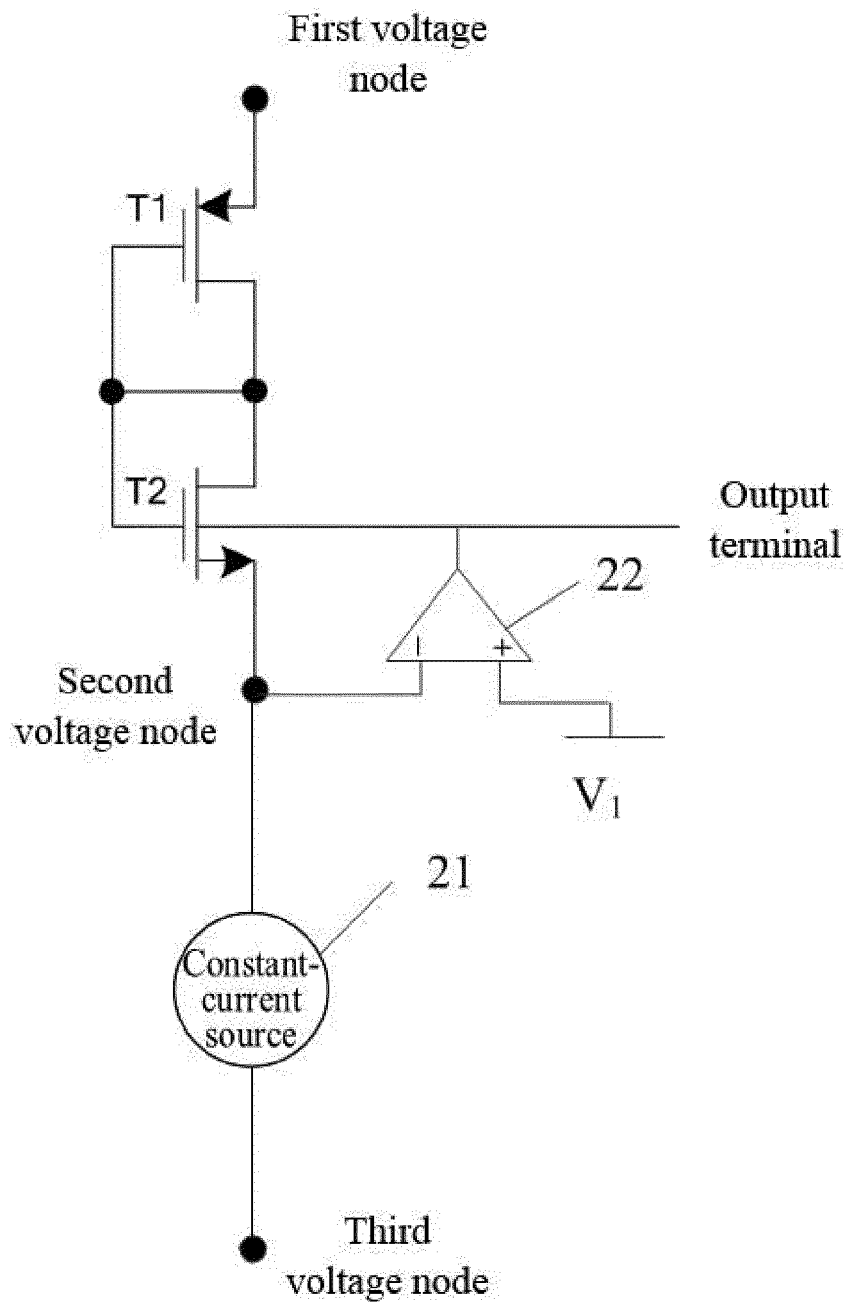 First voltage
node
T1
T2
Output
terminal
22
Second
voltage node
V1
21
Constant-
current
source
Third
voltage node